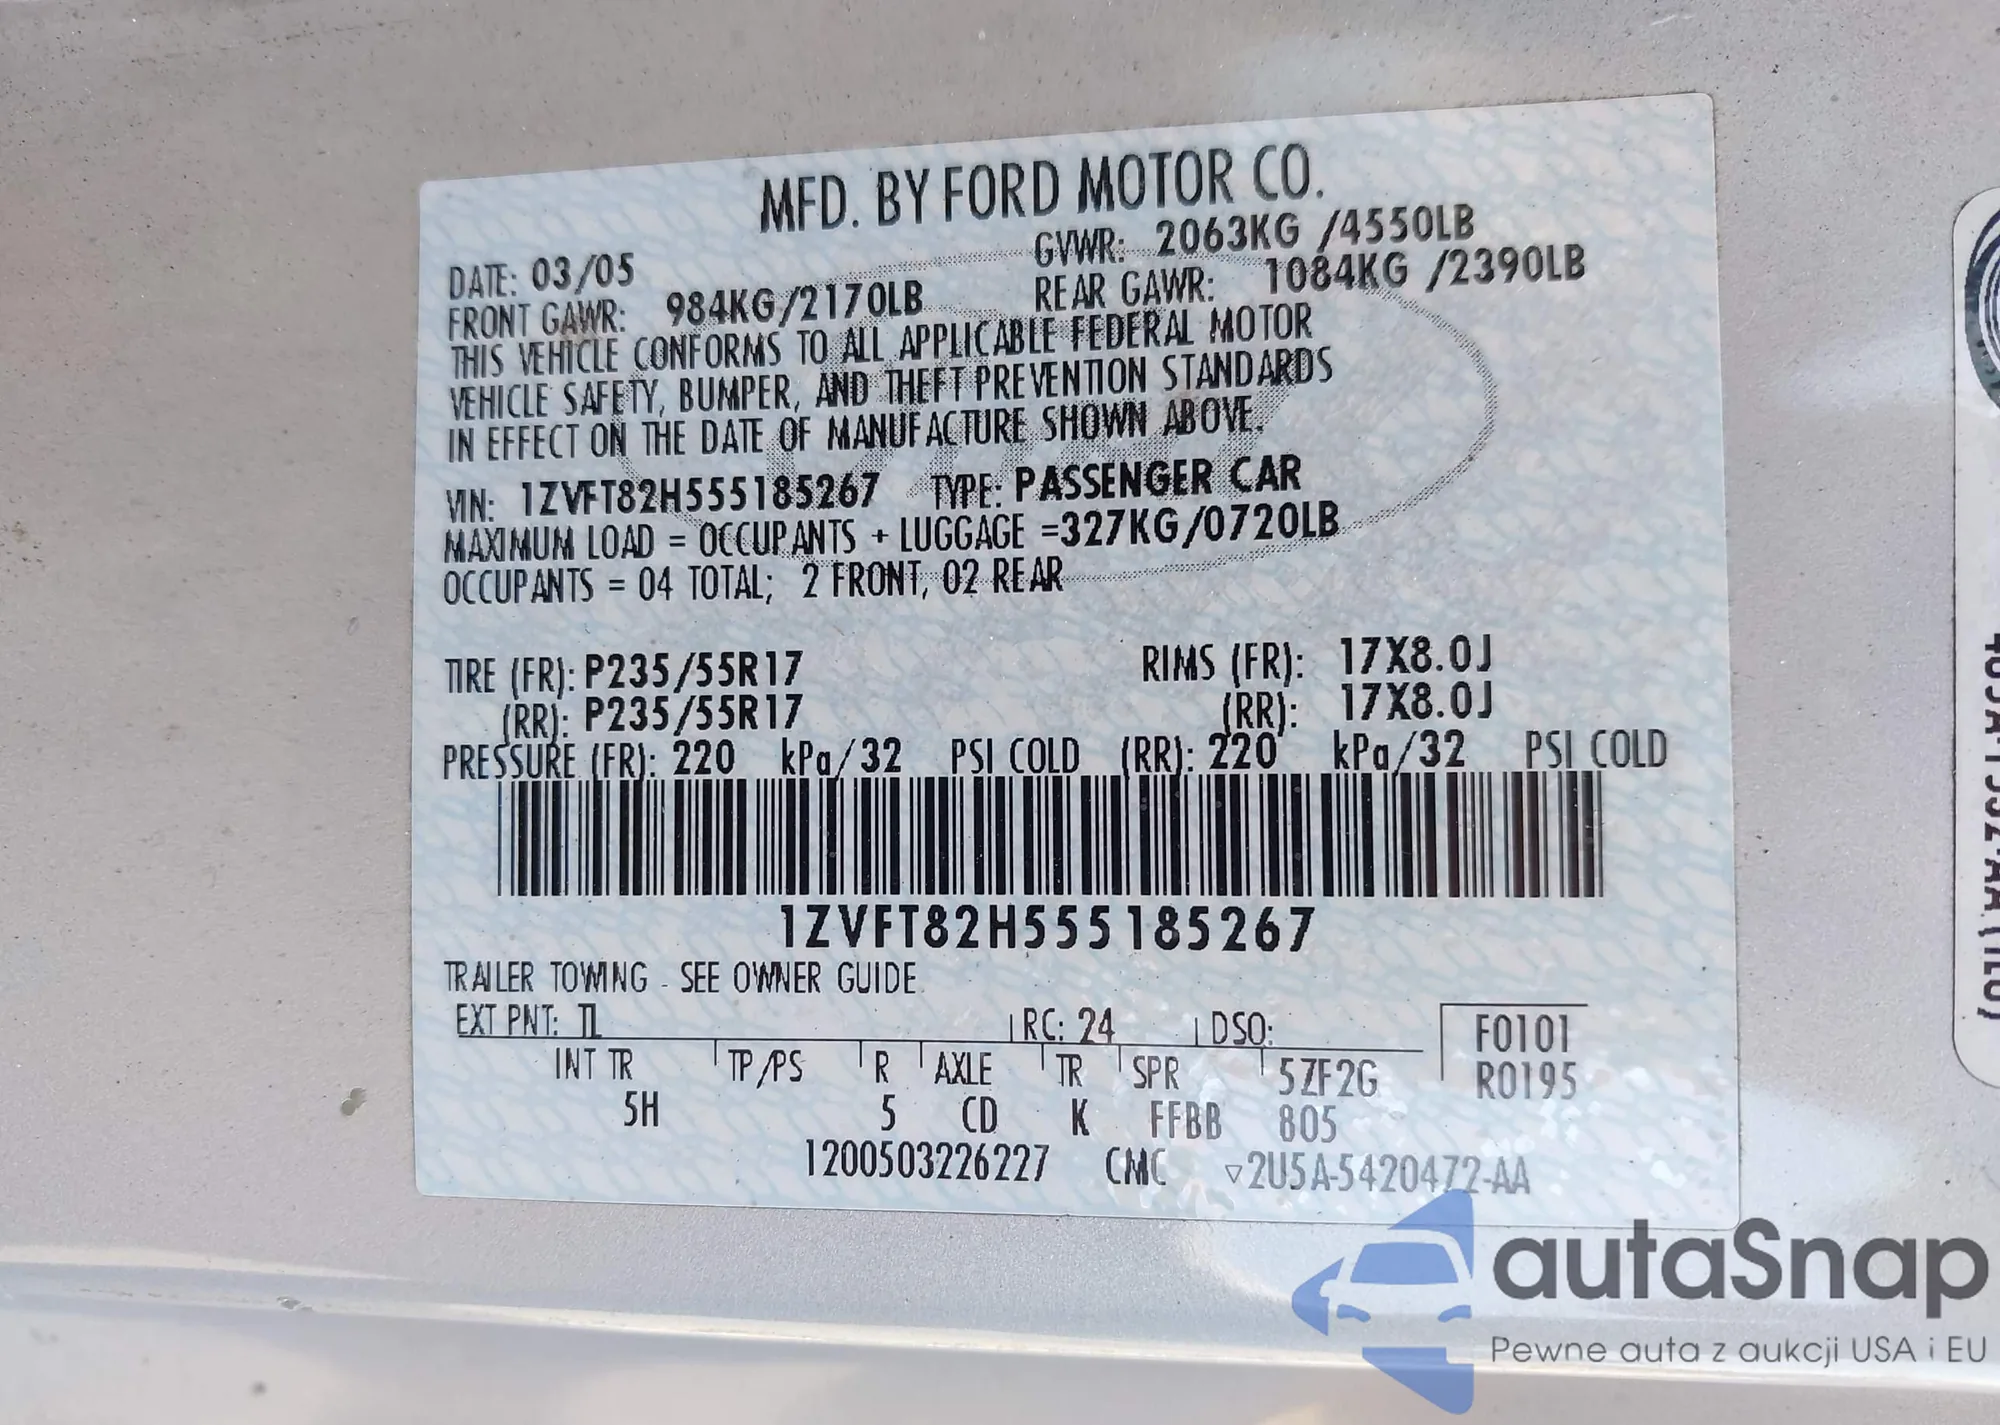 MFD. BY FORD MOTOR CO.
DATE: 03/05 GVWR: 2063KG /4550LB
FRONT GAWR: 984KG/2170LB REAR GAWR: 1084KG /2390LB
THIS VEHICLE CONFORMS TO ALL APPLICABLE FEDERAL MOTOR
VEHICLE SAFETY, BUMPER, AND THEFT PREVENTION STANDARDS
IN EFFECT ON THE DATE OF MANUFACTURE SHOWN ABOVE.
VIN: 1ZVFT82H555185267 TYPE: PASSENGER CAR
MAXIMUM LOAD = OCCUPANTS + LUGGAGE =327KG/0720LB
OCCUPANTS = 04 TOTAL; 2 FRONT, 02 REAR
TIRE (FR): P235/55R17 RIMS (FR): 17X8.0J
(RR): P235/55R17 (RR): 17X8.0J
PRESSURE (FR): 220 kPa/32 PSI COLD (RR): 220 kPa/32 PSI COLD
1ZVFT82H555185267
TRAILER TOWING - SEE OWNER GUIDE
EXT PNT: TL RC: 24 DSO: F0101
INT TR TP/PS R AXLE TR SPR 5ZF2G R0195
5H 5 CD K FFBB 805
1200503226227 CMC ▿2U5A-5420472-AA
autaSnap
Pewne auta z aukcji USA i EU